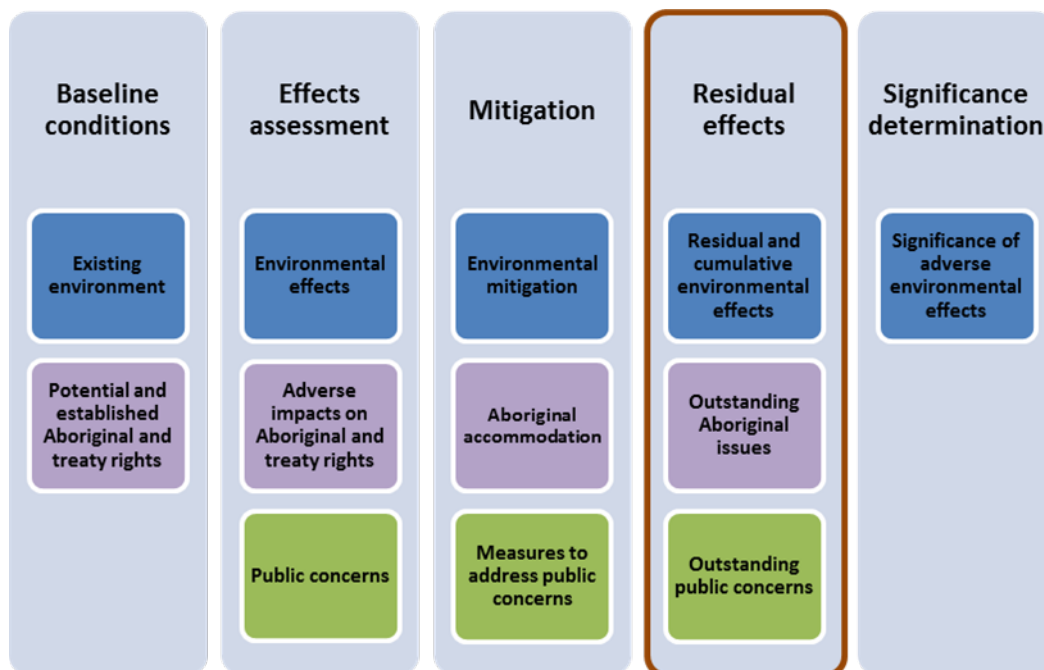 Baseline
conditions
Existing
environment
Potential and
established
Aboriginal and
treaty rights
Effects
assessment
Environmental
effects
Adverse
impacts on
Aboriginal and
treaty rights
Public concerns
Mitigation
Environmental
mitigation
Aboriginal
accommodation
Measures to
address public
concerns
Residual
effects
Residual and
cumulative
environmental
effects
Outstanding
Aboriginal
issues
Outstanding
public concerns
Significance
determination
Significance of
adverse
environmental
effects